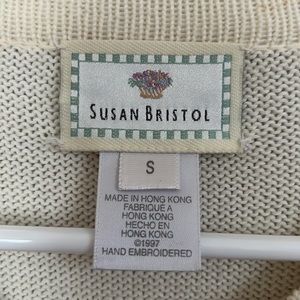 SUSAN BRISTOL
S
MADE IN HONG KONG
FABRIQUE A
HONG KONG
HECHO EN
HONG KONG
©1997
HAND EMBROIDERED